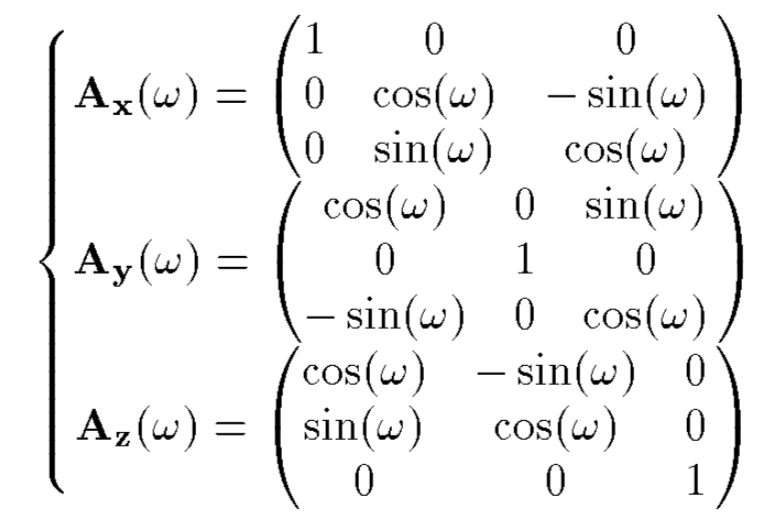 1 0 0
A_x(ω) = 0 cos(ω) − sin(ω)
0 sin(ω) cos(ω)
cos(ω) 0 sin(ω)
A_y(ω) = 0 1 0
− sin(ω) 0 cos(ω)
cos(ω) − sin(ω) 0
A_z(ω) = sin(ω) cos(ω) 0
0 0 1